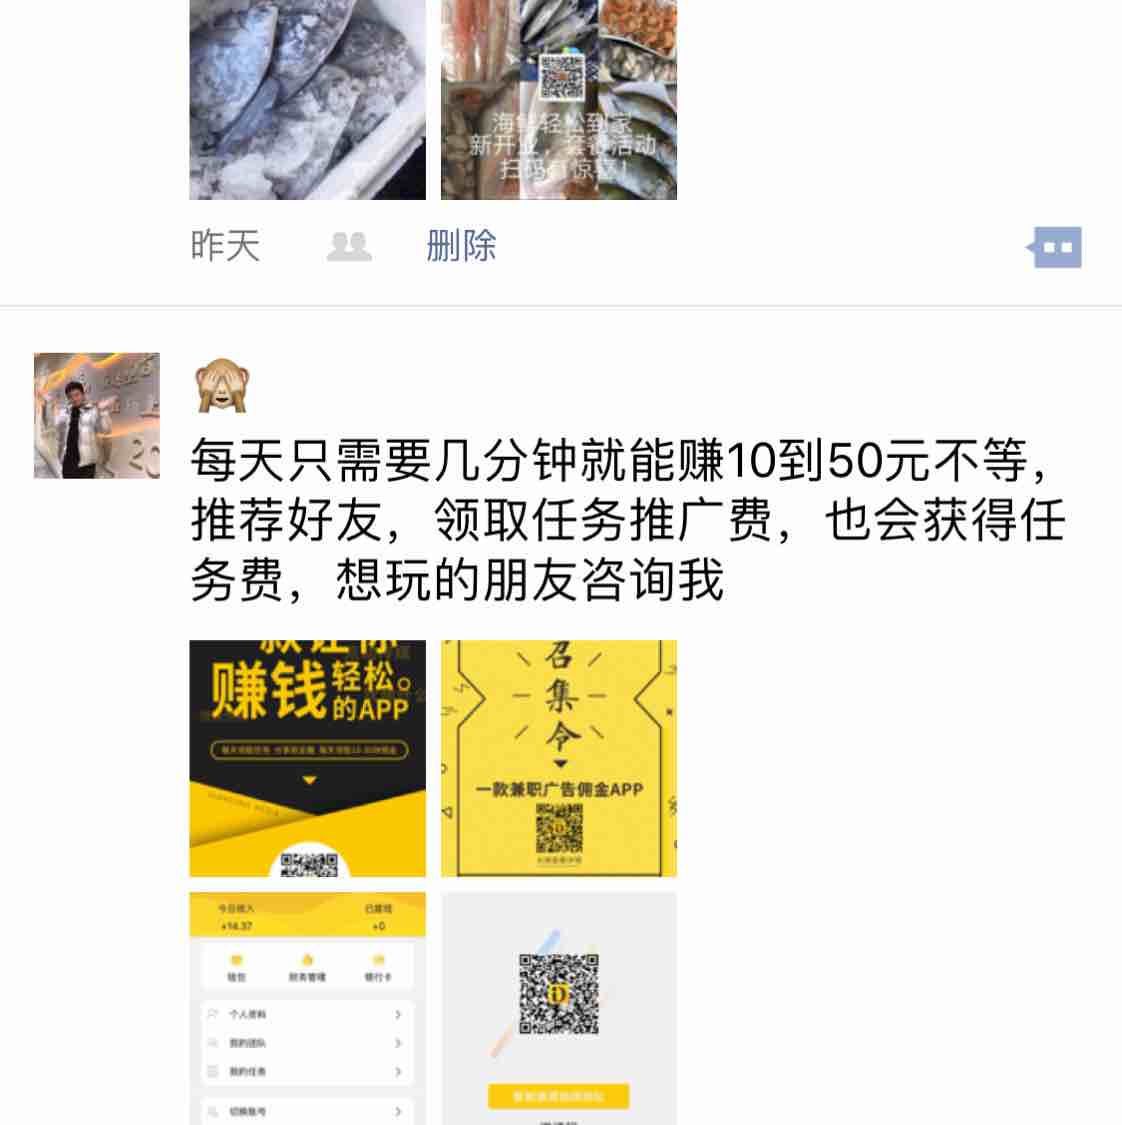 海鲜轻松到家
新开业，套餐活动
扫码有惊喜！
昨天
删除
每天只需要几分钟就能赚10到50元不等，
推荐好友，领取任务推广费，也会获得任
务费，想玩的朋友咨询我
款让你
赚钱轻松。
的APP
召
集
令
一款兼职广告佣金APP
今日收入
已提现
+14.37
+0
钱包
财务管理
银行卡
个人资料
我的团队
我的任务
切换账号